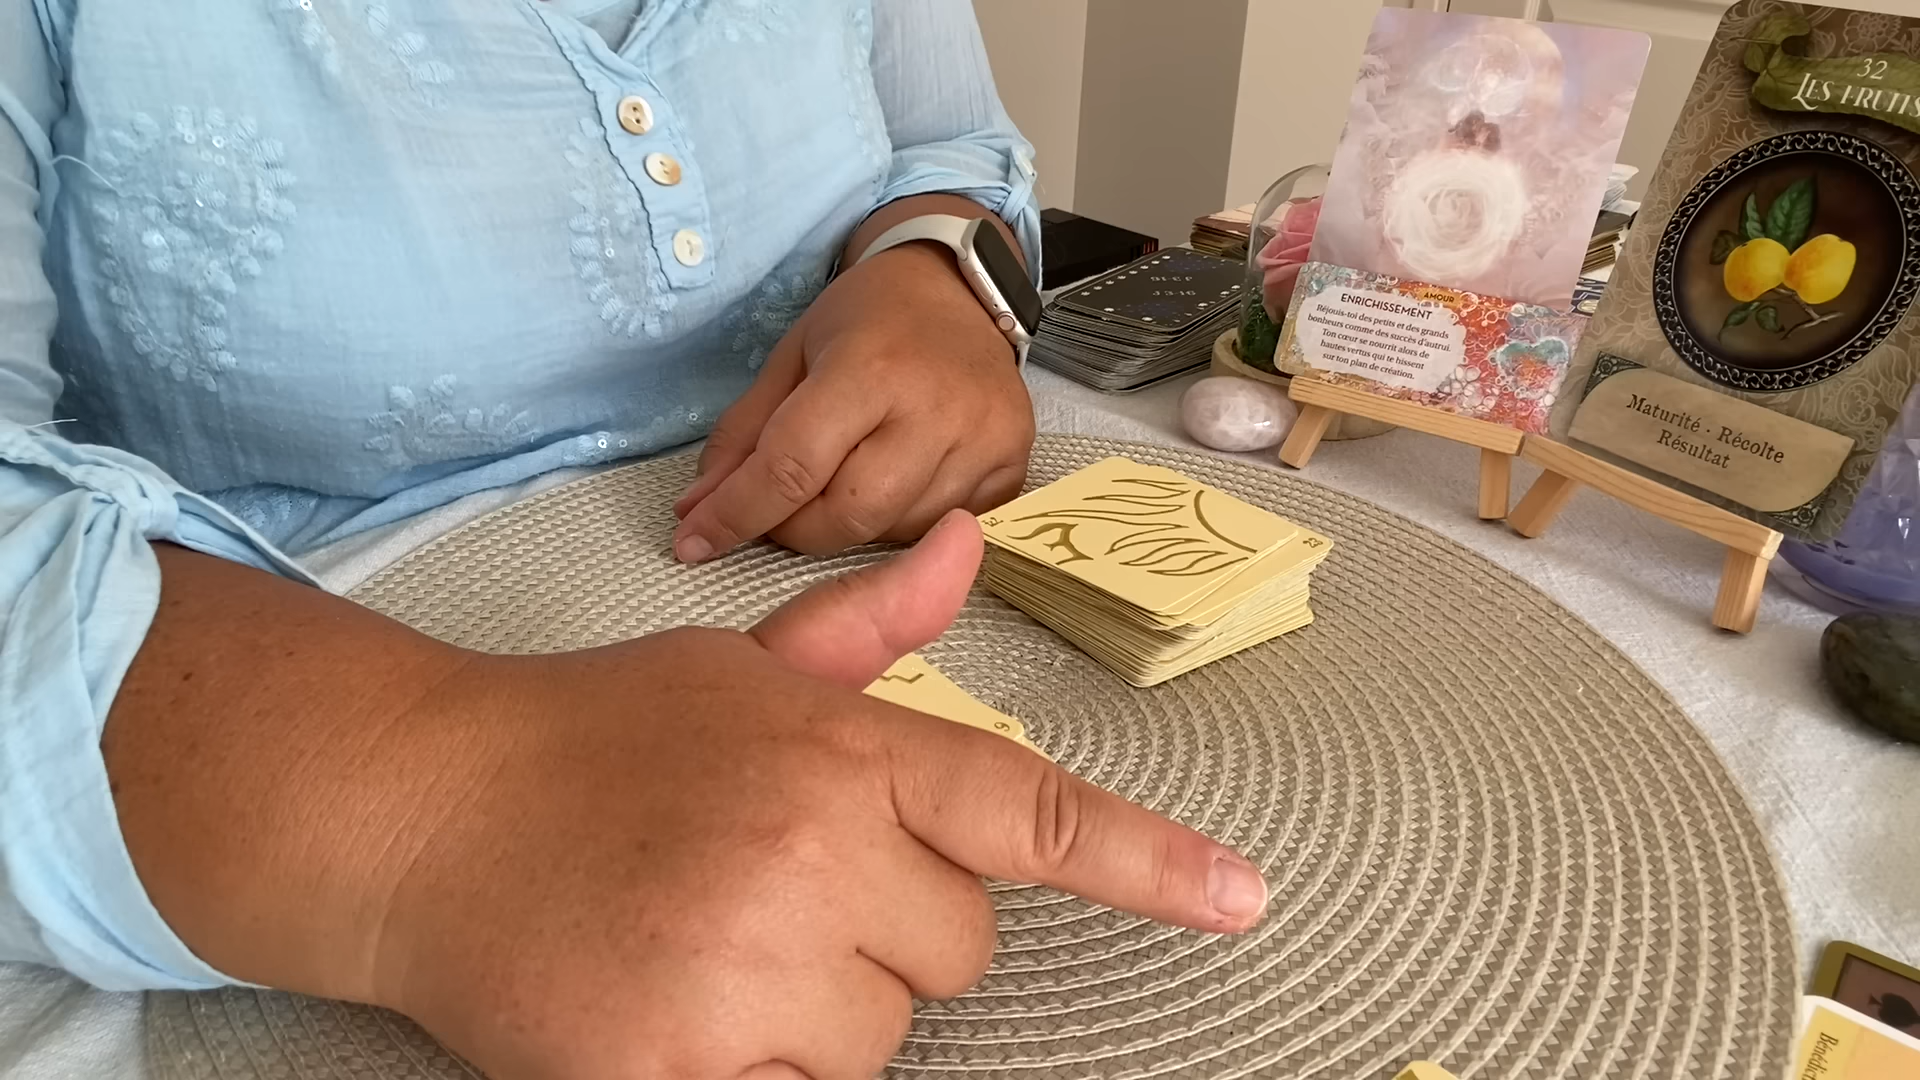 AMOUR
ENRICHISSEMENT
Réjouis-toi des petits et des grands
bonheurs comme des succès d'autrui.
Ton cœur se nourrit alors de
hautes vertus qui te hissent
sur ton plan de création.
32
LES FRUITS
Maturité · Récolte
Résultat
6